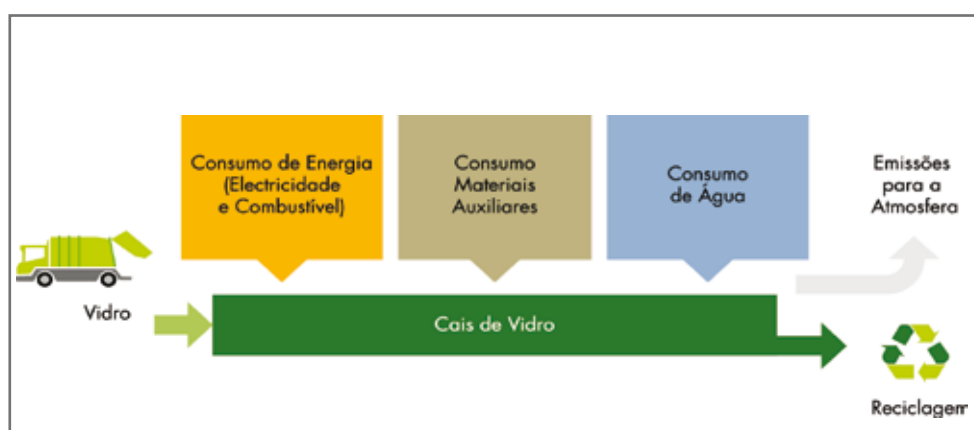 Consumo de Energia
(Electricidade
e Combustível)
Consumo
Materiais
Auxiliares
Consumo
de Água
Emissões
para a
Atmosfera
Vidro
Cais de Vidro
Reciclagem